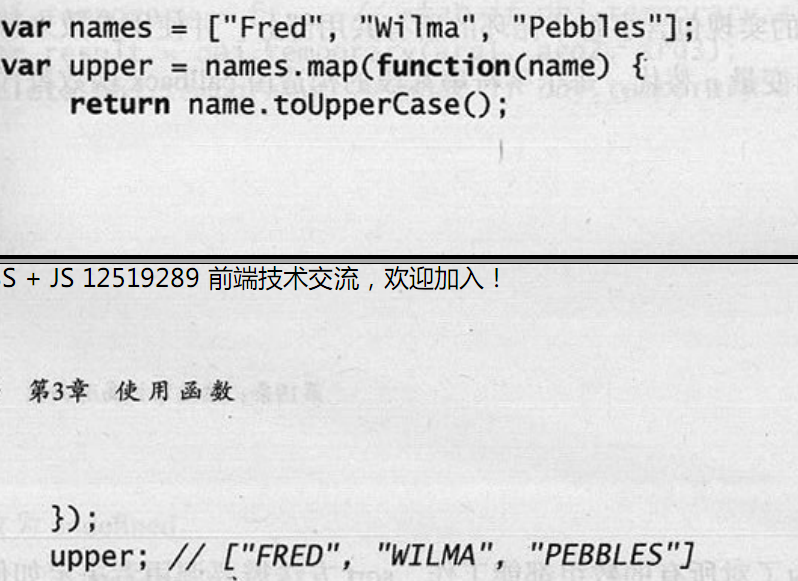 var names = ["Fred", "Wilma", "Pebbles"];
var upper = names.map(function(name) {
return name.toUpperCase();
S + JS 12519289 前端技术交流，欢迎加入！
第3章 使用函数
});
upper; // ["FRED", "WILMA", "PEBBLES"]